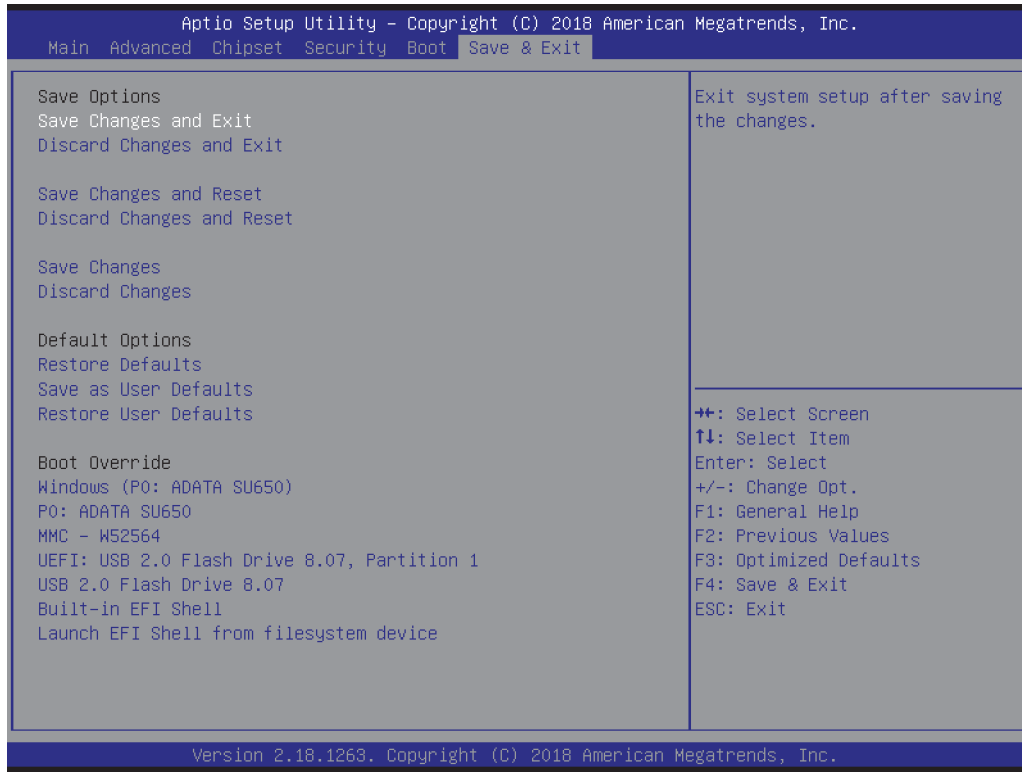 Aptio Setup Utility – Copyright (C) 2018 American Megatrends, Inc.
Main Advanced Chipset Security Boot Save & Exit
Save Options
Save Changes and Exit
Discard Changes and Exit
Save Changes and Reset
Discard Changes and Reset
Save Changes
Discard Changes
Default Options
Restore Defaults
Save as User Defaults
Restore User Defaults
Boot Override
Windows (PO: ADATA SU650)
PO: ADATA SU650
MMC – W52564
UEFI: USB 2.0 Flash Drive 8.07, Partition 1
USB 2.0 Flash Drive 8.07
Built-in EFI Shell
Launch EFI Shell from filesystem device
Exit system setup after saving
the changes.
→←: Select Screen
↑↓: Select Item
Enter: Select
+/-: Change Opt.
F1: General Help
F2: Previous Values
F3: Optimized Defaults
F4: Save & Exit
ESC: Exit
Version 2.18.1263. Copyright (C) 2018 American Megatrends, Inc.